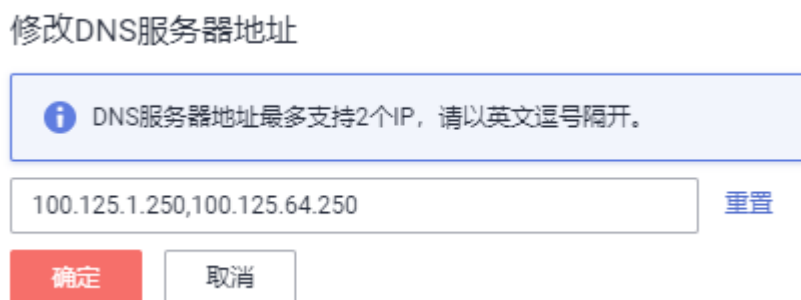 修改DNS服务器地址
DNS服务器地址最多支持2个IP，请以英文逗号隔开。
100.125.1.250,100.125.64.250 重置
确定 取消